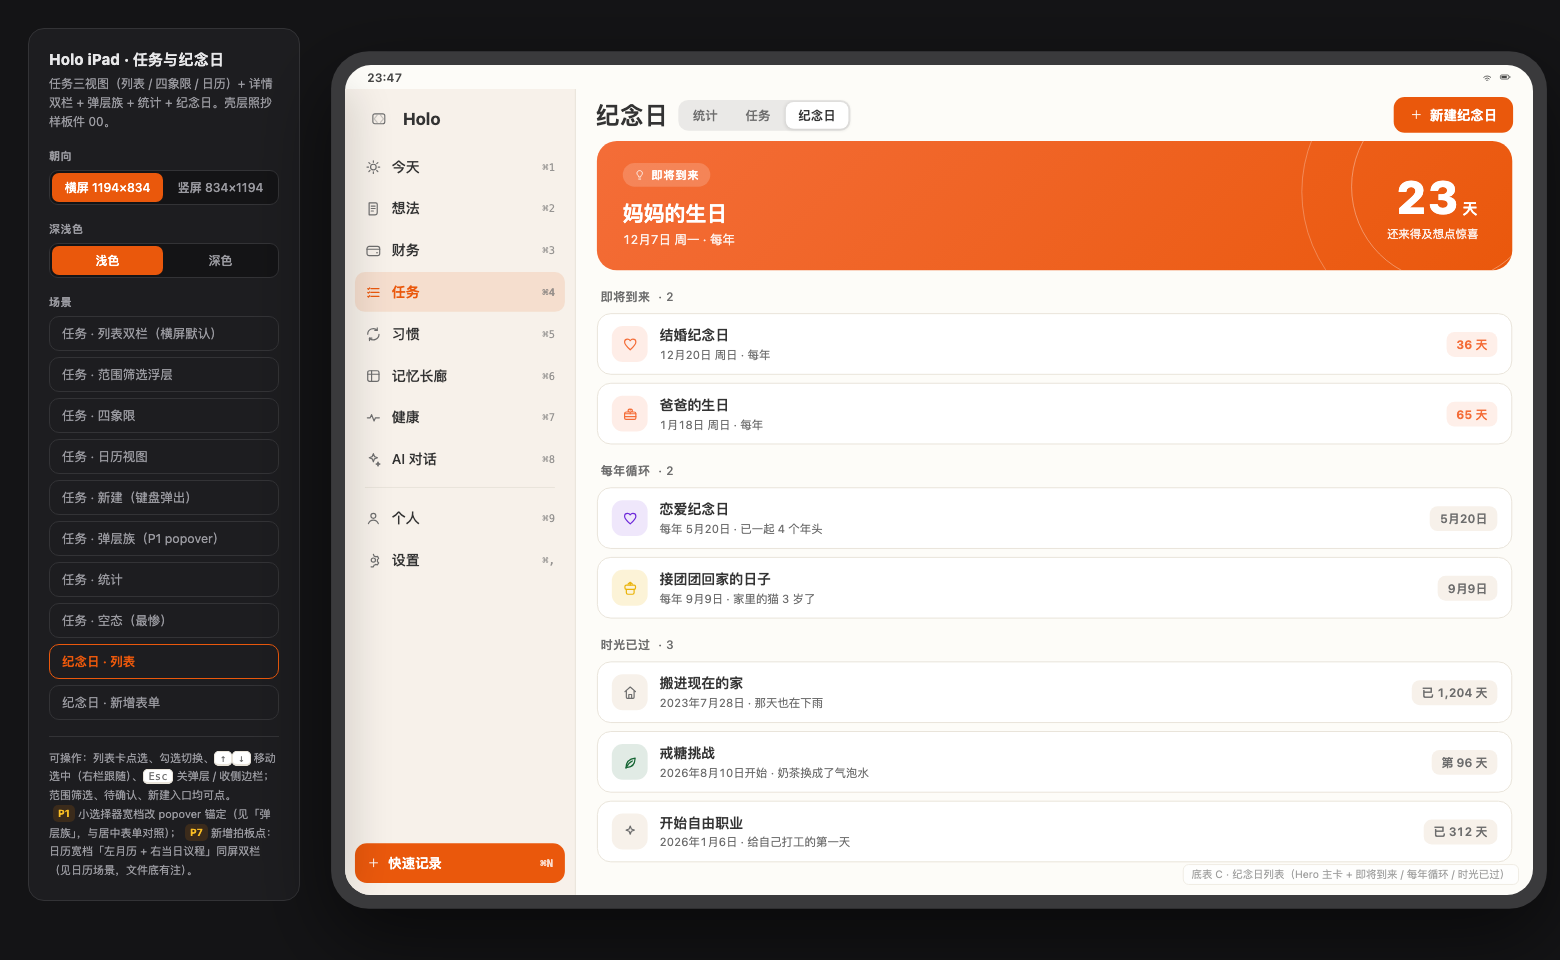 Holo iPad · 任务与纪念日
任务三视图（列表 / 四象限 / 日历）+ 详情
双栏 + 弹层族 + 统计 + 纪念日。壳层照抄
样板件 00。
朝向
横屏 1194×834
竖屏 834×1194
深浅色
浅色
深色
场景
任务 · 列表双栏（横屏默认）
任务 · 范围筛选浮层
任务 · 四象限
任务 · 日历视图
任务 · 新建（键盘弹出）
任务 · 弹层族（P1 popover）
任务 · 统计
任务 · 空态（最惨）
纪念日 · 列表
纪念日 · 新增表单
可操作：列表卡点选、勾选切换、↑ ↓ 移动
选中（右栏跟随）、Esc 关弹层 / 收侧边栏；
范围筛选、待确认、新建入口均可点。
P1 小选择器宽档改 popover 锚定（见「弹
层族」，与居中表单对照）； P7 新增拍板点：
日历宽档「左月历 + 右当日议程」同屏双栏
（见日历场景，文件底有注）。
23:47
Holo
今天 ⌘1
想法 ⌘2
财务 ⌘3
任务 ⌘4
习惯 ⌘5
记忆长廊 ⌘6
健康 ⌘7
AI 对话 ⌘8
个人 ⌘9
设置 ⌘,
+ 快速记录 ⌘N
纪念日
统计
任务
纪念日
+ 新建纪念日
即将到来
妈妈的生日
12月7日 周一 · 每年
23 天
还来得及想点惊喜
即将到来 · 2
结婚纪念日
12月20日 周日 · 每年
36 天
爸爸的生日
1月18日 周日 · 每年
65 天
每年循环 · 2
恋爱纪念日
每年 5月20日 · 已一起 4 个年头
5月20日
接团团回家的日子
每年 9月9日 · 家里的猫 3 岁了
9月9日
时光已过 · 3
搬进现在的家
2023年7月28日 · 那天也在下雨
已 1,204 天
戒糖挑战
2026年8月10日开始 · 奶茶换成了气泡水
第 96 天
开始自由职业
2026年1月6日 · 给自己打工的第一天
已 312 天
底表 C · 纪念日列表（Hero 主卡 + 即将到来 / 每年循环 / 时光已过）